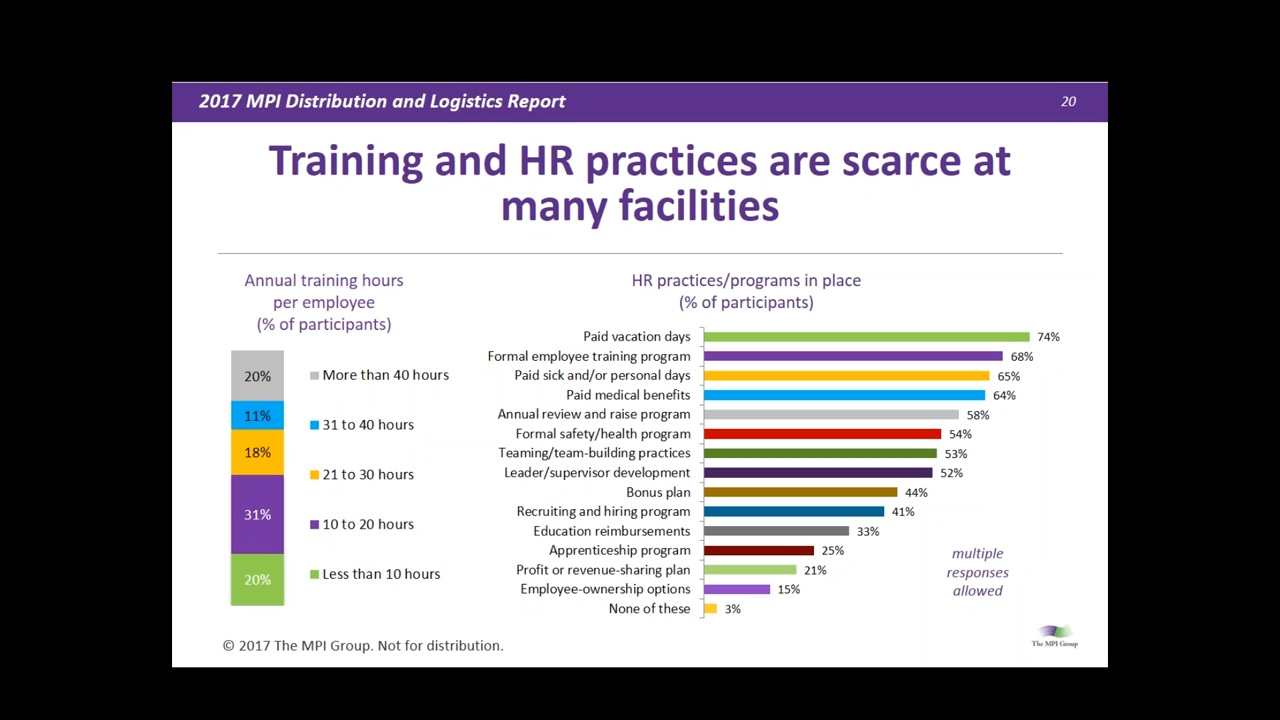 2017 MPI Distribution and Logistics Report
20
Training and HR practices are scarce at
many facilities
Annual training hours
per employee
(% of participants)
20%
More than 40 hours
11%
31 to 40 hours
18%
21 to 30 hours
31%
10 to 20 hours
20%
Less than 10 hours
HR practices/programs in place
(% of participants)
Paid vacation days 74%
Formal employee training program 68%
Paid sick and/or personal days 65%
Paid medical benefits 64%
Annual review and raise program 58%
Formal safety/health program 54%
Teaming/team-building practices 53%
Leader/supervisor development 52%
Bonus plan 44%
Recruiting and hiring program 41%
Education reimbursements 33%
Apprenticeship program 25%
Profit or revenue-sharing plan 21%
Employee-ownership options 15%
None of these 3%
multiple
responses
allowed
© 2017 The MPI Group. Not for distribution.
The MPI Group